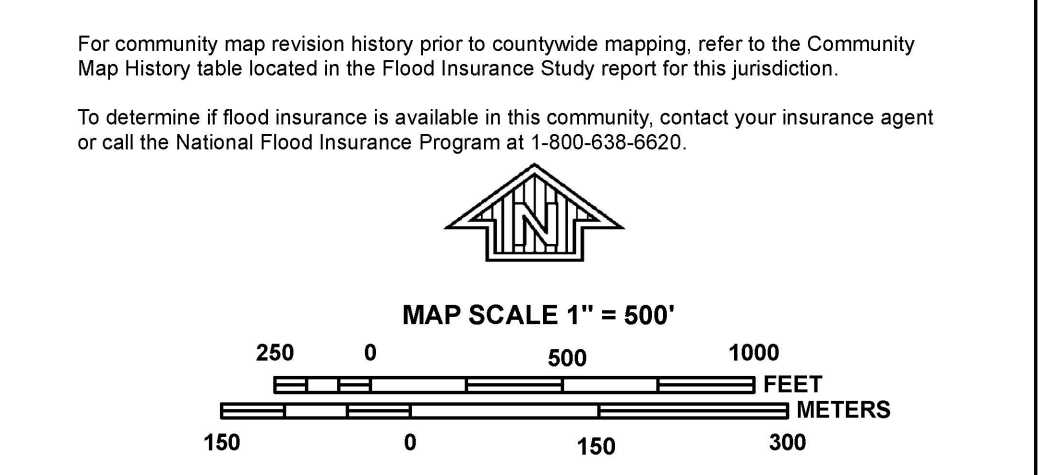 For community map revision history prior to countywide mapping, refer to the Community
Map History table located in the Flood Insurance Study report for this jurisdiction.
To determine if flood insurance is available in this community, contact your insurance agent
or call the National Flood Insurance Program at 1-800-638-6620.
N
MAP SCALE 1" = 500'
250 0 500 1000
FEET
METERS
150 0 150 300